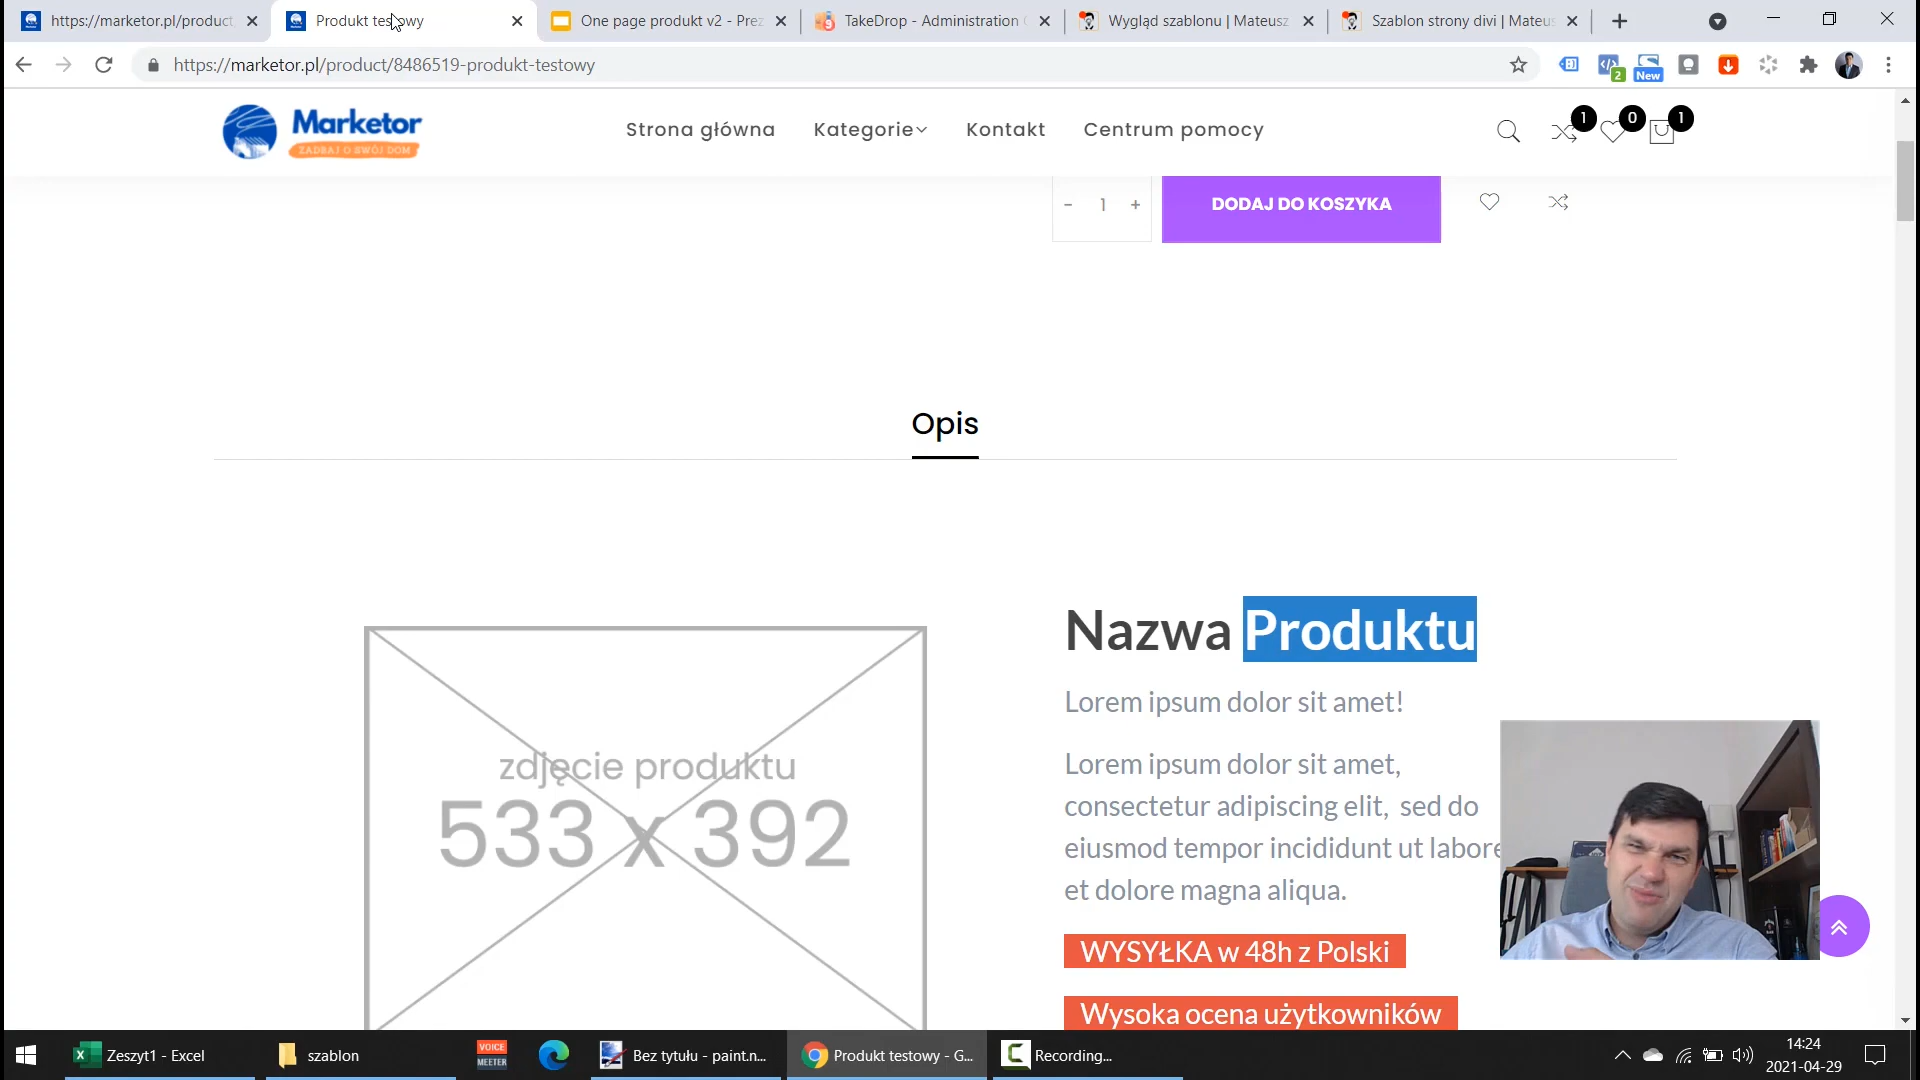 https://marketor.pl/product
Produkt testowy
One page produkt v2 - Prez
TakeDrop - Administration
Wygląd szablonu | Mateusz
Szablon strony divi | Mateus
https://marketor.pl/product/8486519-produkt-testowy
2
New
Marketor
ZADBAJ O SWÓJ DOM
Strona główna
Kategorie
Kontakt
Centrum pomocy
1
0
1
- 1 +
DODAJ DO KOSZYKA
Opis
zdjęcie produktu
533 x 392
Nazwa Produktu
Lorem ipsum dolor sit amet!
Lorem ipsum dolor sit amet,
consectetur adipiscing elit, sed do
eiusmod tempor incididunt ut labore
et dolore magna aliqua.
WYSYŁKA w 48h z Polski
Wysoka ocena użytkowników
Zeszyt1 - Excel
szablon
VOICE
MEETER
Bez tytułu - paint.n...
Produkt testowy - G...
Recording...
14:24
2021-04-29